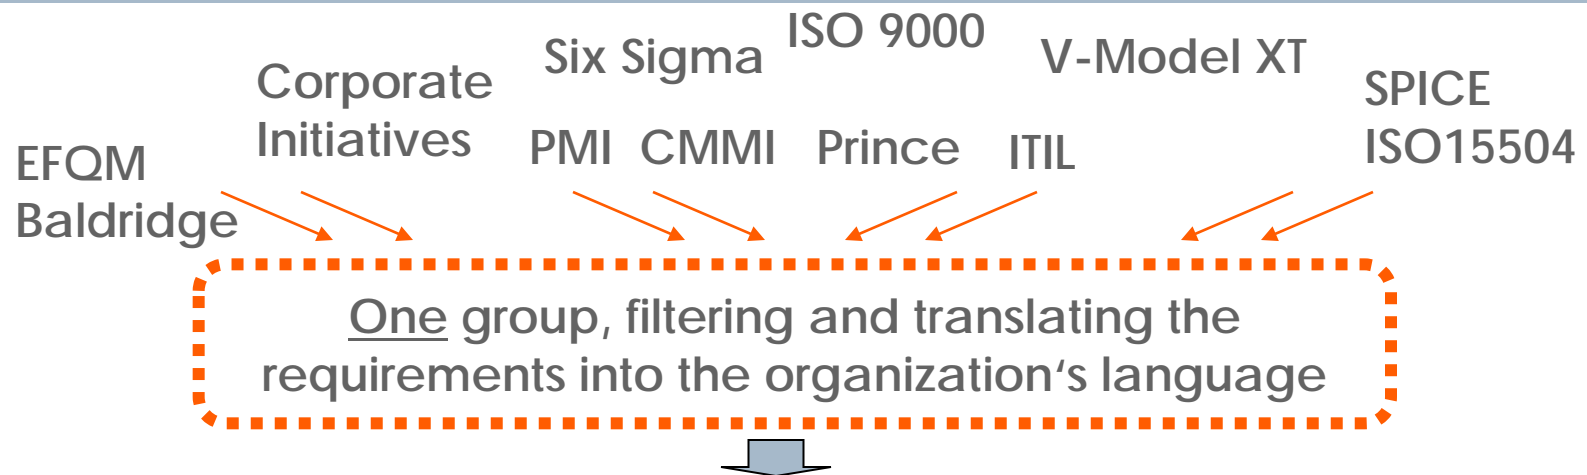 ISO 9000
Six Sigma
V-Model XT
Corporate
Initiatives
SPICE
ISO15504
PMI CMMI Prince ITIL
EFQM
Baldridge
One group, filtering and translating the
requirements into the organization‘s language